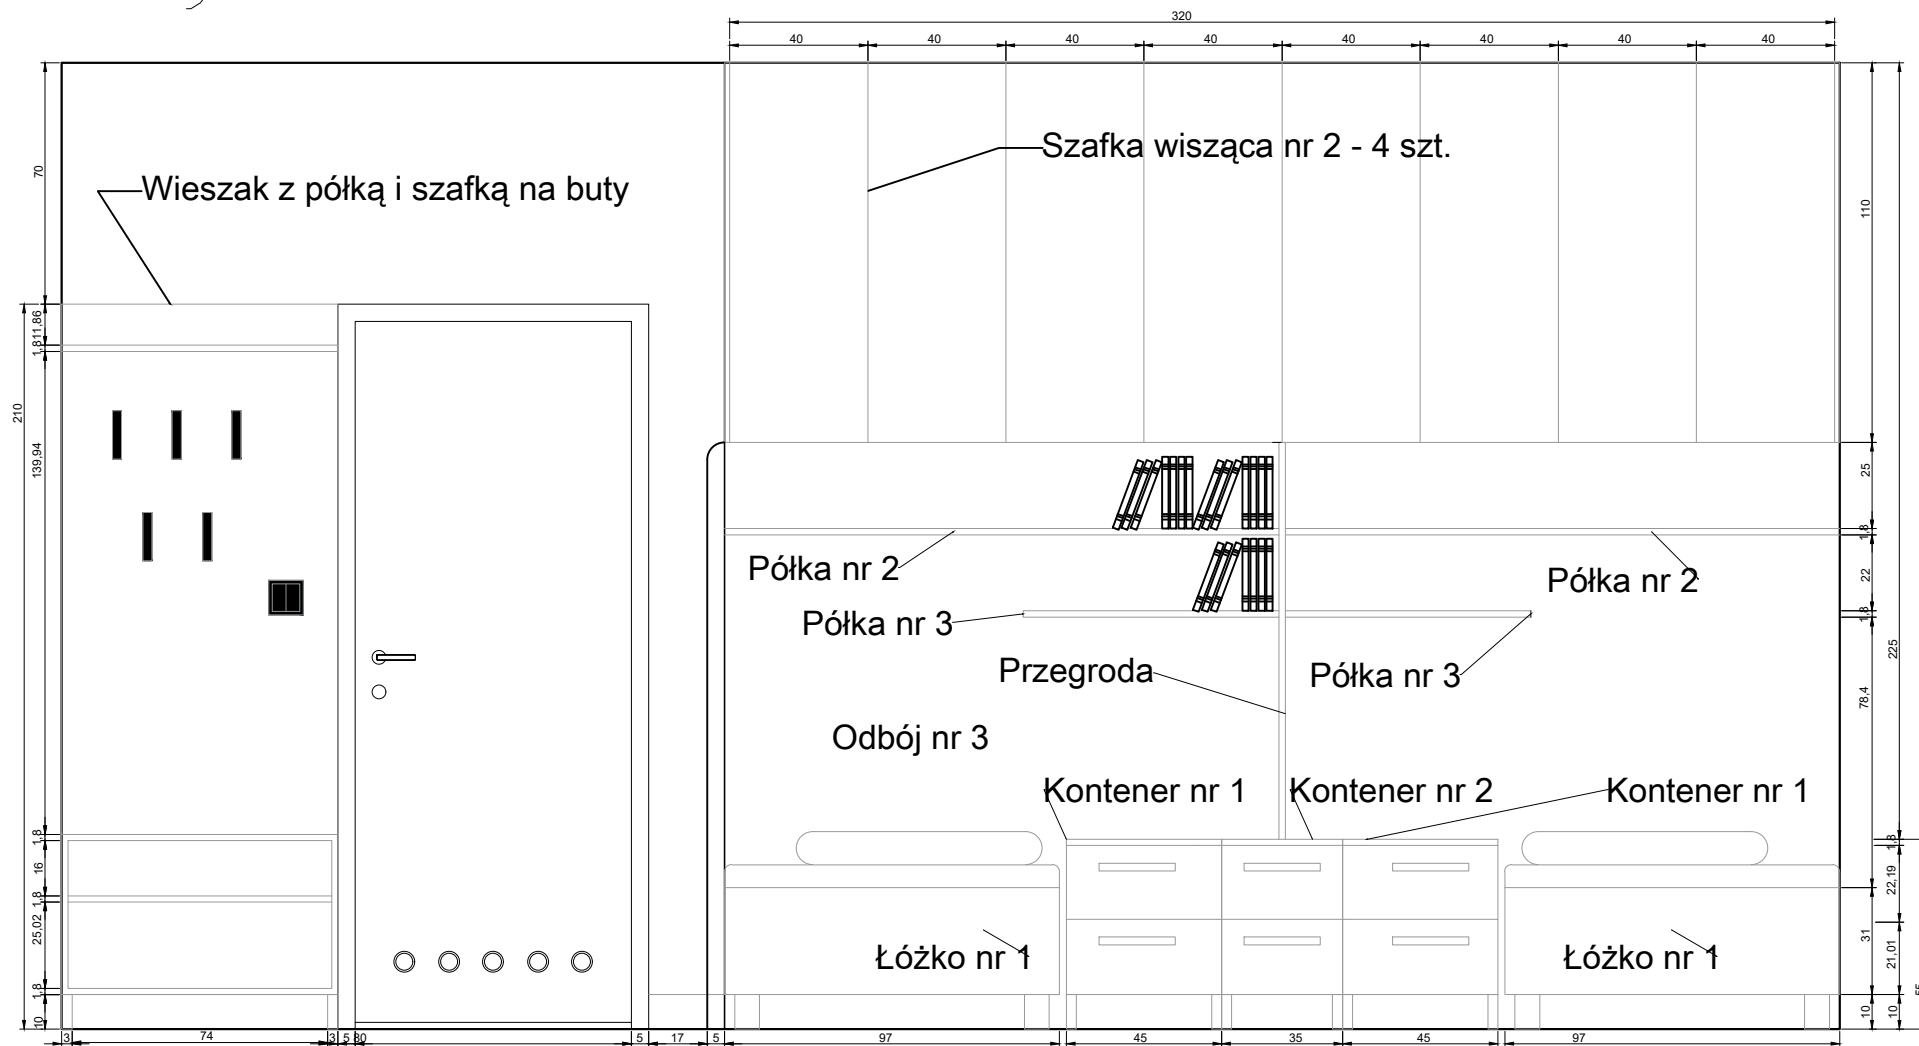 320
40 40 40 40 40 40 40 40
Szafka wisząca nr 2 - 4 szt.
Wieszak z półką i szafką na buty
70
110
11,86
1,8
210
139,94
25
1,8
22
1,8
225
78,4
Półka nr 2
Półka nr 2
Półka nr 3
Przegroda
Półka nr 3
Odbój nr 3
Kontener nr 1
Kontener nr 2
Kontener nr 1
1,8
16
1,8
25,02
1,8
10
1,8
22,19
31
21,01
10
10
55
Łóżko nr 1
Łóżko nr 1
3 74 3 5 80 5 17 5 97 45 35 45 97